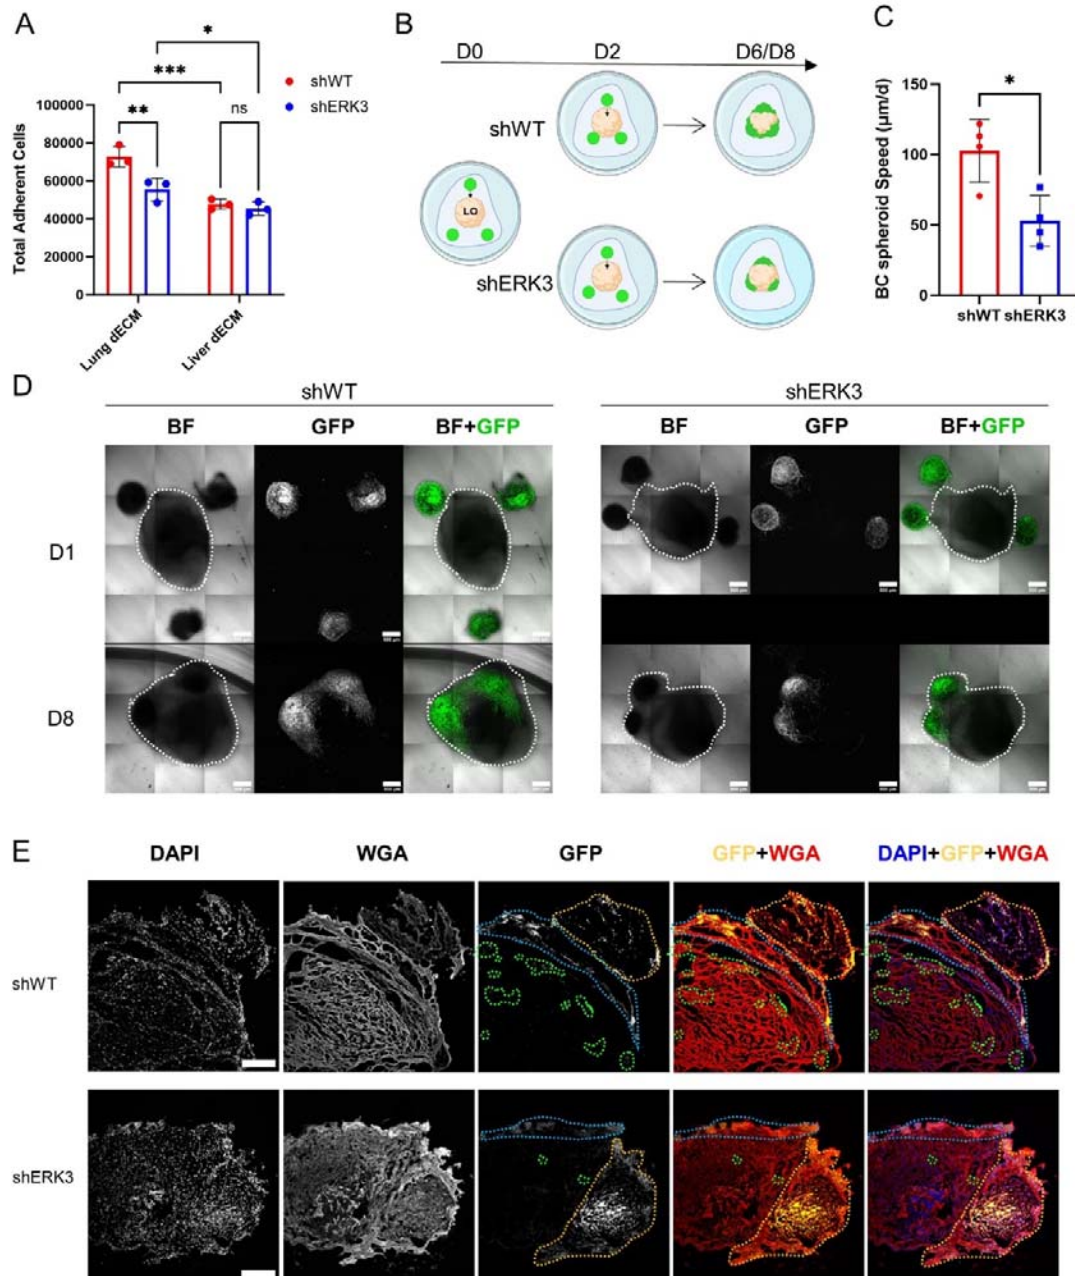 A
*
***
**
ns
shWT
shERK3
100000
80000
60000
40000
20000
0
Total Adherent Cells
Lung dECM
Liver dECM
B
D0 D2 D6/D8
shWT
LO
shERK3
C
*
150
100
50
0
BC spheroid Speed (µm/d)
shWT shERK3
D
shWT shERK3
BF GFP BF+GFP BF GFP BF+GFP
D1
D8
E
DAPI WGA GFP GFP+WGA DAPI+GFP+WGA
shWT
shERK3